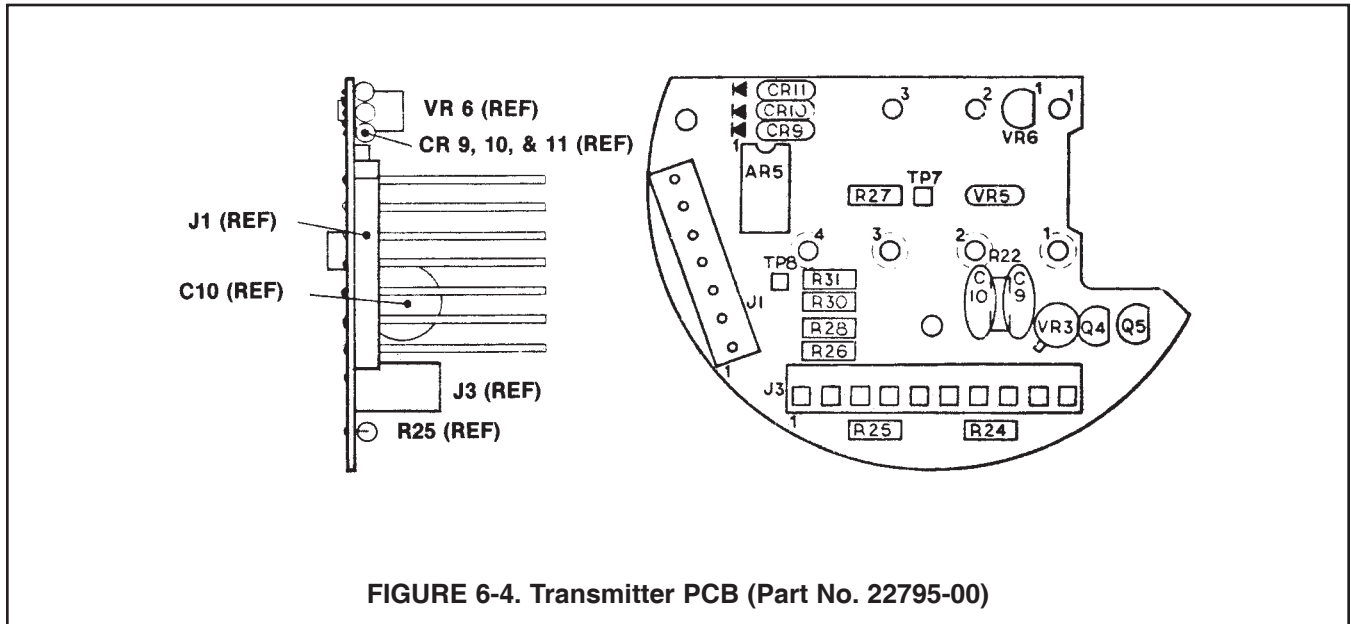 VR 6 (REF)
CR 9, 10, & 11 (REF)
J1 (REF)
C10 (REF)
J3 (REF)
R25 (REF)
CR11
CR10
CR9
1
AR5
3
2
1
1
VR6
R27
TP7
VR5
4
3
2
1
R22
TP8
R31
R30
R28
R26
J1
1
C
10
C
9
VR3
Q4
Q5
J3
1
R25
R24
FIGURE 6-4. Transmitter PCB (Part No. 22795-00)